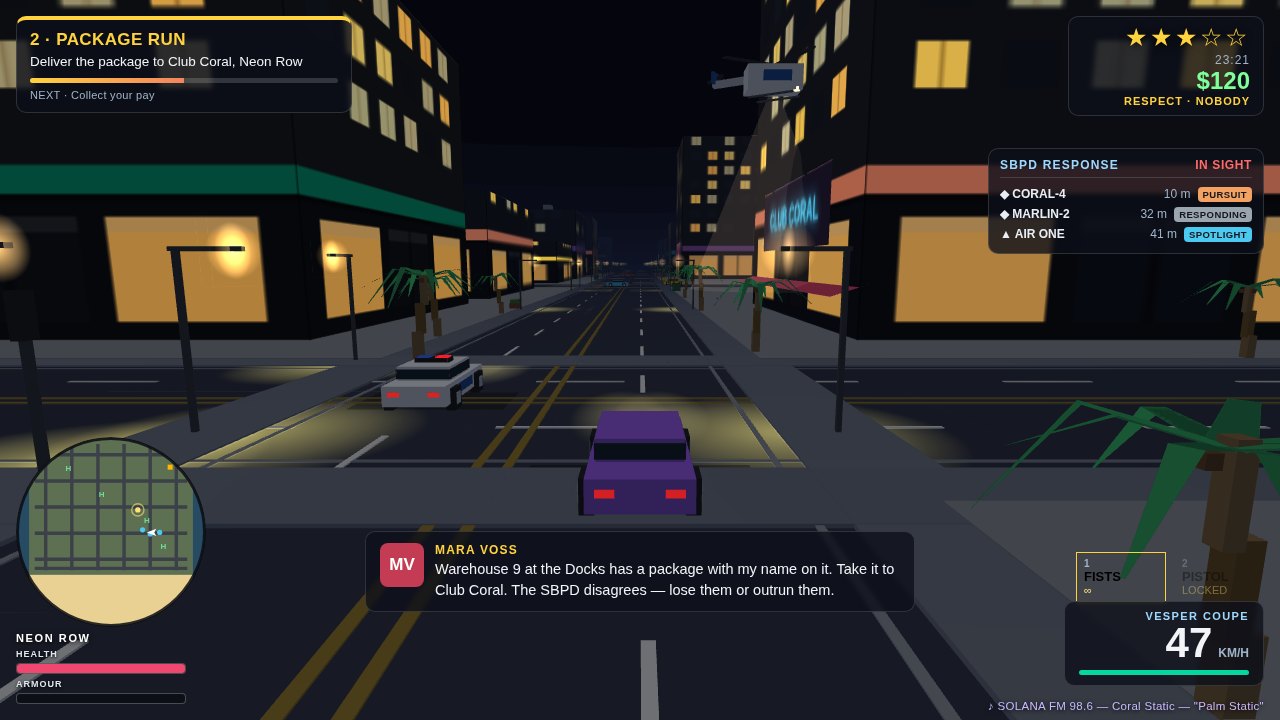 2 · PACKAGE RUN
Deliver the package to Club Coral, Neon Row
NEXT · Collect your pay
★★★☆☆
23:21
$120
RESPECT · NOBODY
SBPD RESPONSE IN SIGHT
◆ CORAL-4 10 m PURSUIT
◆ MARLIN-2 32 m RESPONDING
▲ AIR ONE 41 m SPOTLIGHT
CLUB CORAL
H
H
H
H
MV
MARA VOSS
Warehouse 9 at the Docks has a package with my name on it. Take it to
Club Coral. The SBPD disagrees — lose them or outrun them.
1
FISTS
∞
2
PISTOL
LOCKED
VESPER COUPE
47 KM/H
NEON ROW
HEALTH
ARMOUR
♪ SOLANA FM 98.6 — Coral Static — "Palm Static"